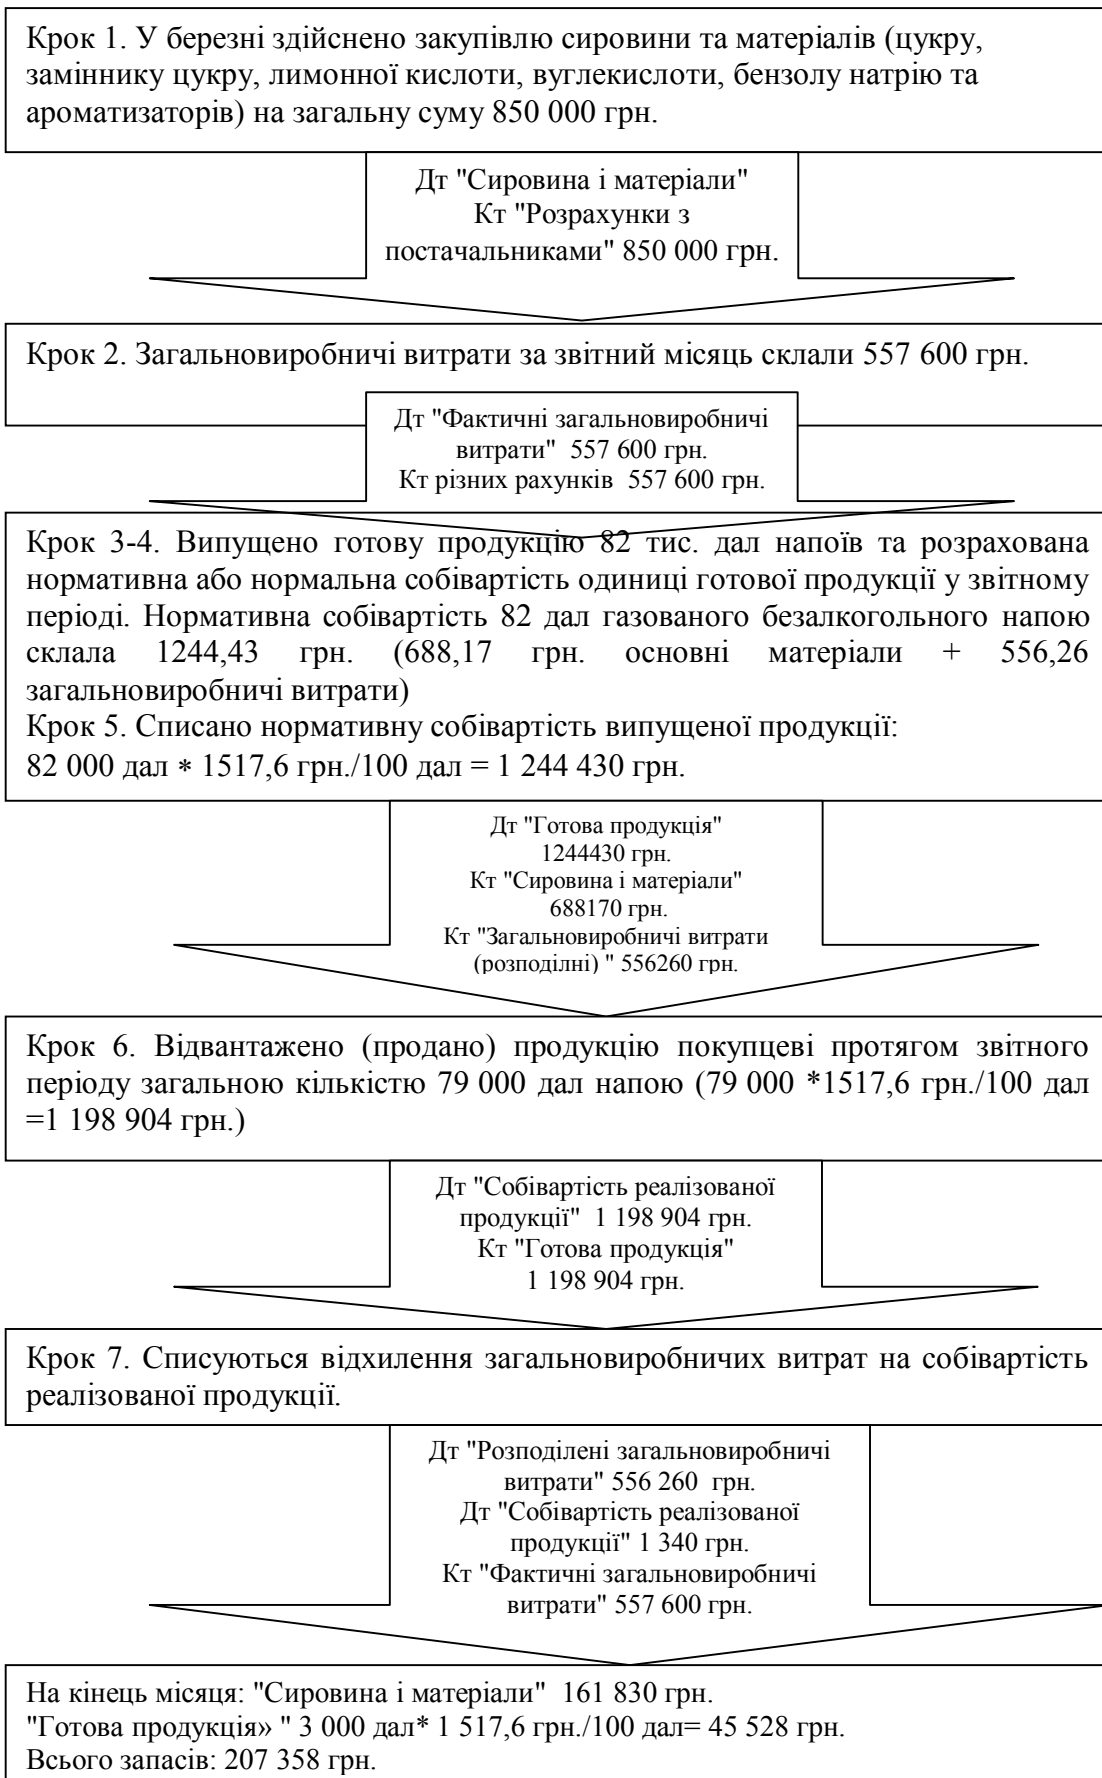 Крок 1. У березні здійснено закупівлю сировини та матеріалів (цукру,
заміннику цукру, лимонної кислоти, вуглекислоти, бензолу натрію та
ароматизаторів) на загальну суму 850 000 грн.
Дт "Сировина і матеріали"
Кт "Розрахунки з
постачальниками" 850 000 грн.
Крок 2. Загальновиробничі витрати за звітний місяць склали 557 600 грн.
Дт "Фактичні загальновиробничі
витрати" 557 600 грн.
Кт різних рахунків 557 600 грн.
Крок 3-4. Випущено готову продукцію 82 тис. дал напоїв та розрахована
нормативна або нормальна собівартість одиниці готової продукції у звітному
періоді. Нормативна собівартість 82 дал газованого безалкогольного напою
склала 1244,43 грн. (688,17 грн. основні матеріали + 556,26
загальновиробничі витрати)
Крок 5. Списано нормативну собівартість випущеної продукції:
82 000 дал * 1517,6 грн./100 дал = 1 244 430 грн.
Дт "Готова продукція"
1244430 грн.
Кт "Сировина і матеріали"
688170 грн.
Кт "Загальновиробничі витрати
(розподілні) " 556260 грн.
Крок 6. Відвантажено (продано) продукцію покупцеві протягом звітного
періоду загальною кількістю 79 000 дал напою (79 000 *1517,6 грн./100 дал
=1 198 904 грн.)
Дт "Собівартість реалізованої
продукції" 1 198 904 грн.
Кт "Готова продукція"
1 198 904 грн.
Крок 7. Списуються відхилення загальновиробничих витрат на собівартість
реалізованої продукції.
Дт "Розподілені загальновиробничі
витрати" 556 260 грн.
Дт "Собівартість реалізованої
продукції" 1 340 грн.
Кт "Фактичні загальновиробничі
витрати" 557 600 грн.
На кінець місяця: "Сировина і матеріали" 161 830 грн.
"Готова продукція» " 3 000 дал* 1 517,6 грн./100 дал= 45 528 грн.
Всього запасів: 207 358 грн.